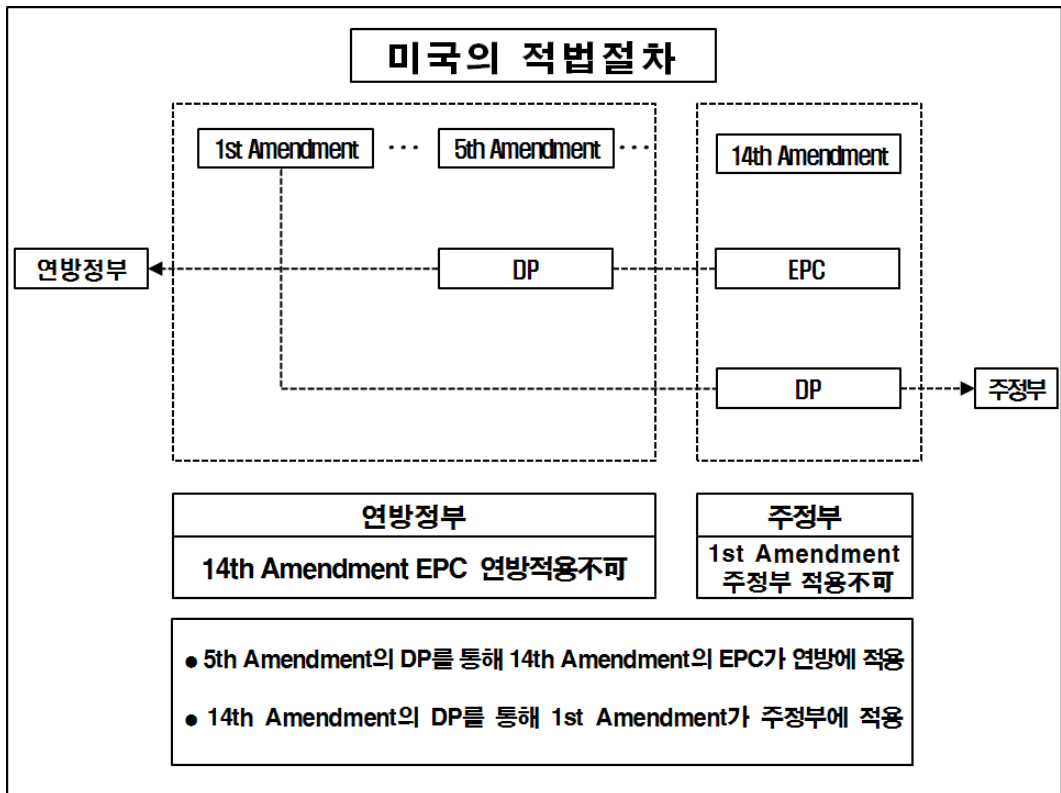 미국의 적법절차
1st Amendment ··· 5th Amendment ··· 14th Amendment
연방정부 DP EPC
DP 주정부
연방정부
14th Amendment EPC 연방적용不可
주정부
1st Amendment
주정부 적용不可
● 5th Amendment의 DP를 통해 14th Amendment의 EPC가 연방에 적용
● 14th Amendment의 DP를 통해 1st Amendment가 주정부에 적용